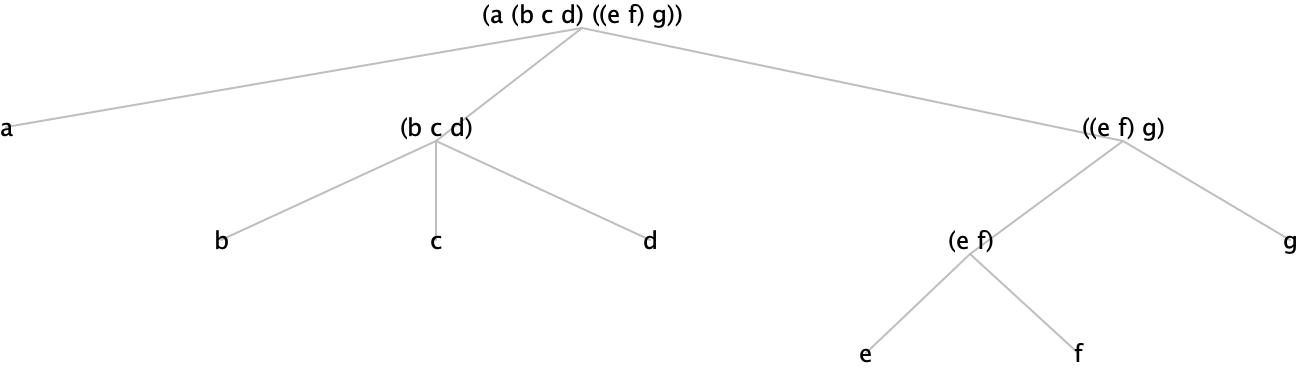 (a (b c d) ((e f) g))
a
(b c d)
((e f) g)
b
c
d
(e f)
g
e
f